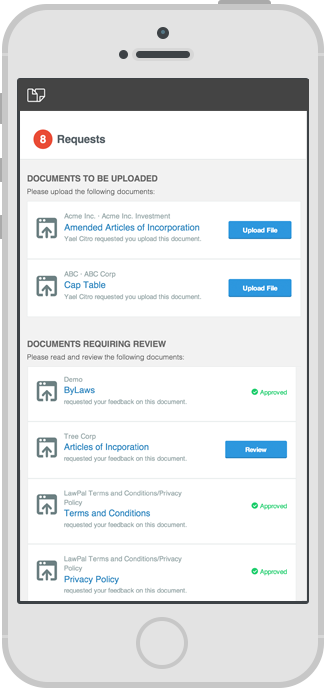 8 Requests
DOCUMENTS TO BE UPLOADED
Please upload the following documents:
Acme Inc. · Acme Inc. Investment
Amended Articles of Incorporation
Yael Citro requested you upload this document.
Upload File
ABC · ABC Corp
Cap Table
Yael Citro requested you upload this document.
Upload File
DOCUMENTS REQUIRING REVIEW
Please read and review the following documents:
Demo
ByLaws
requested your feedback on this document.
Approved
Tree Corp
Articles of Incporation
requested your feedback on this document.
Review
LawPal Terms and Conditions/Privacy
Policy
Terms and Conditions
requested your feedback on this document.
Approved
LawPal Terms and Conditions/Privacy
Policy
Privacy Policy
requested your feedback on this document.
Approved